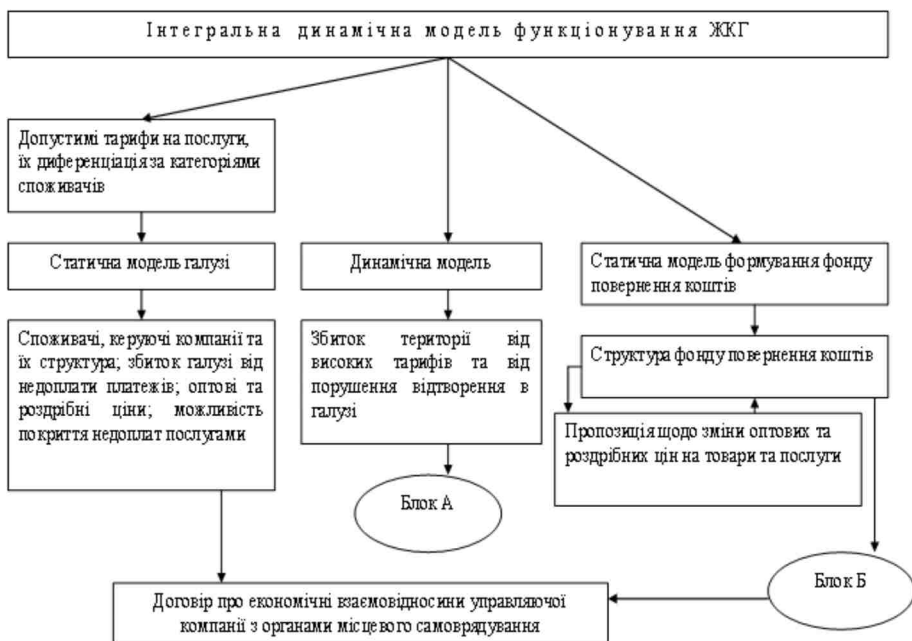 Інтегральна динамічна модель функціонування ЖКГ
Допустимі тарифи на послуги,
їх диференціація за категоріями
споживачів
Статична модель галузі
Динамічна модель
Статична модель формування фонду
повернення коштів
Споживачі, керуючі компанії та
їх структура; збиток галузі від
недоплати платежів; оптові та
роздрібні ціни; можливість
покриття недоплат послугами
Збиток території від
високих тарифів та від
порушення відтворення в
галузі
Структура фонду повернення коштів
Пропозиція щодо зміни оптових та
роздрібних цін на товари та послуги
Блок А
Блок Б
Договір про економічні взаємовідносини управляючої
компанії з органами місцевого самоврядування